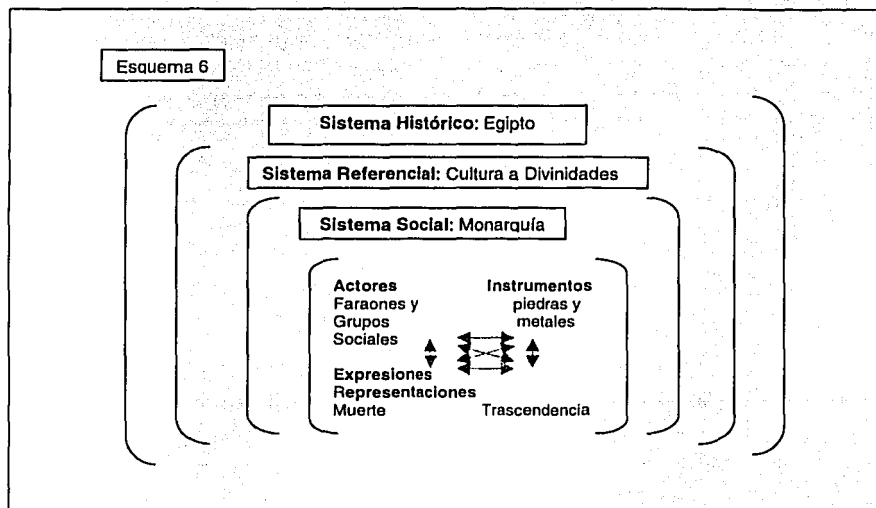 Esquema 6
Sistema Histórico: Egipto
Sistema Referencial: Cultura a Divinidades
Sistema Social: Monarquía
Actores Instrumentos
Faraones y piedras y
Grupos metales
Sociales
Expresiones
Representaciones
Muerte Trascendencia